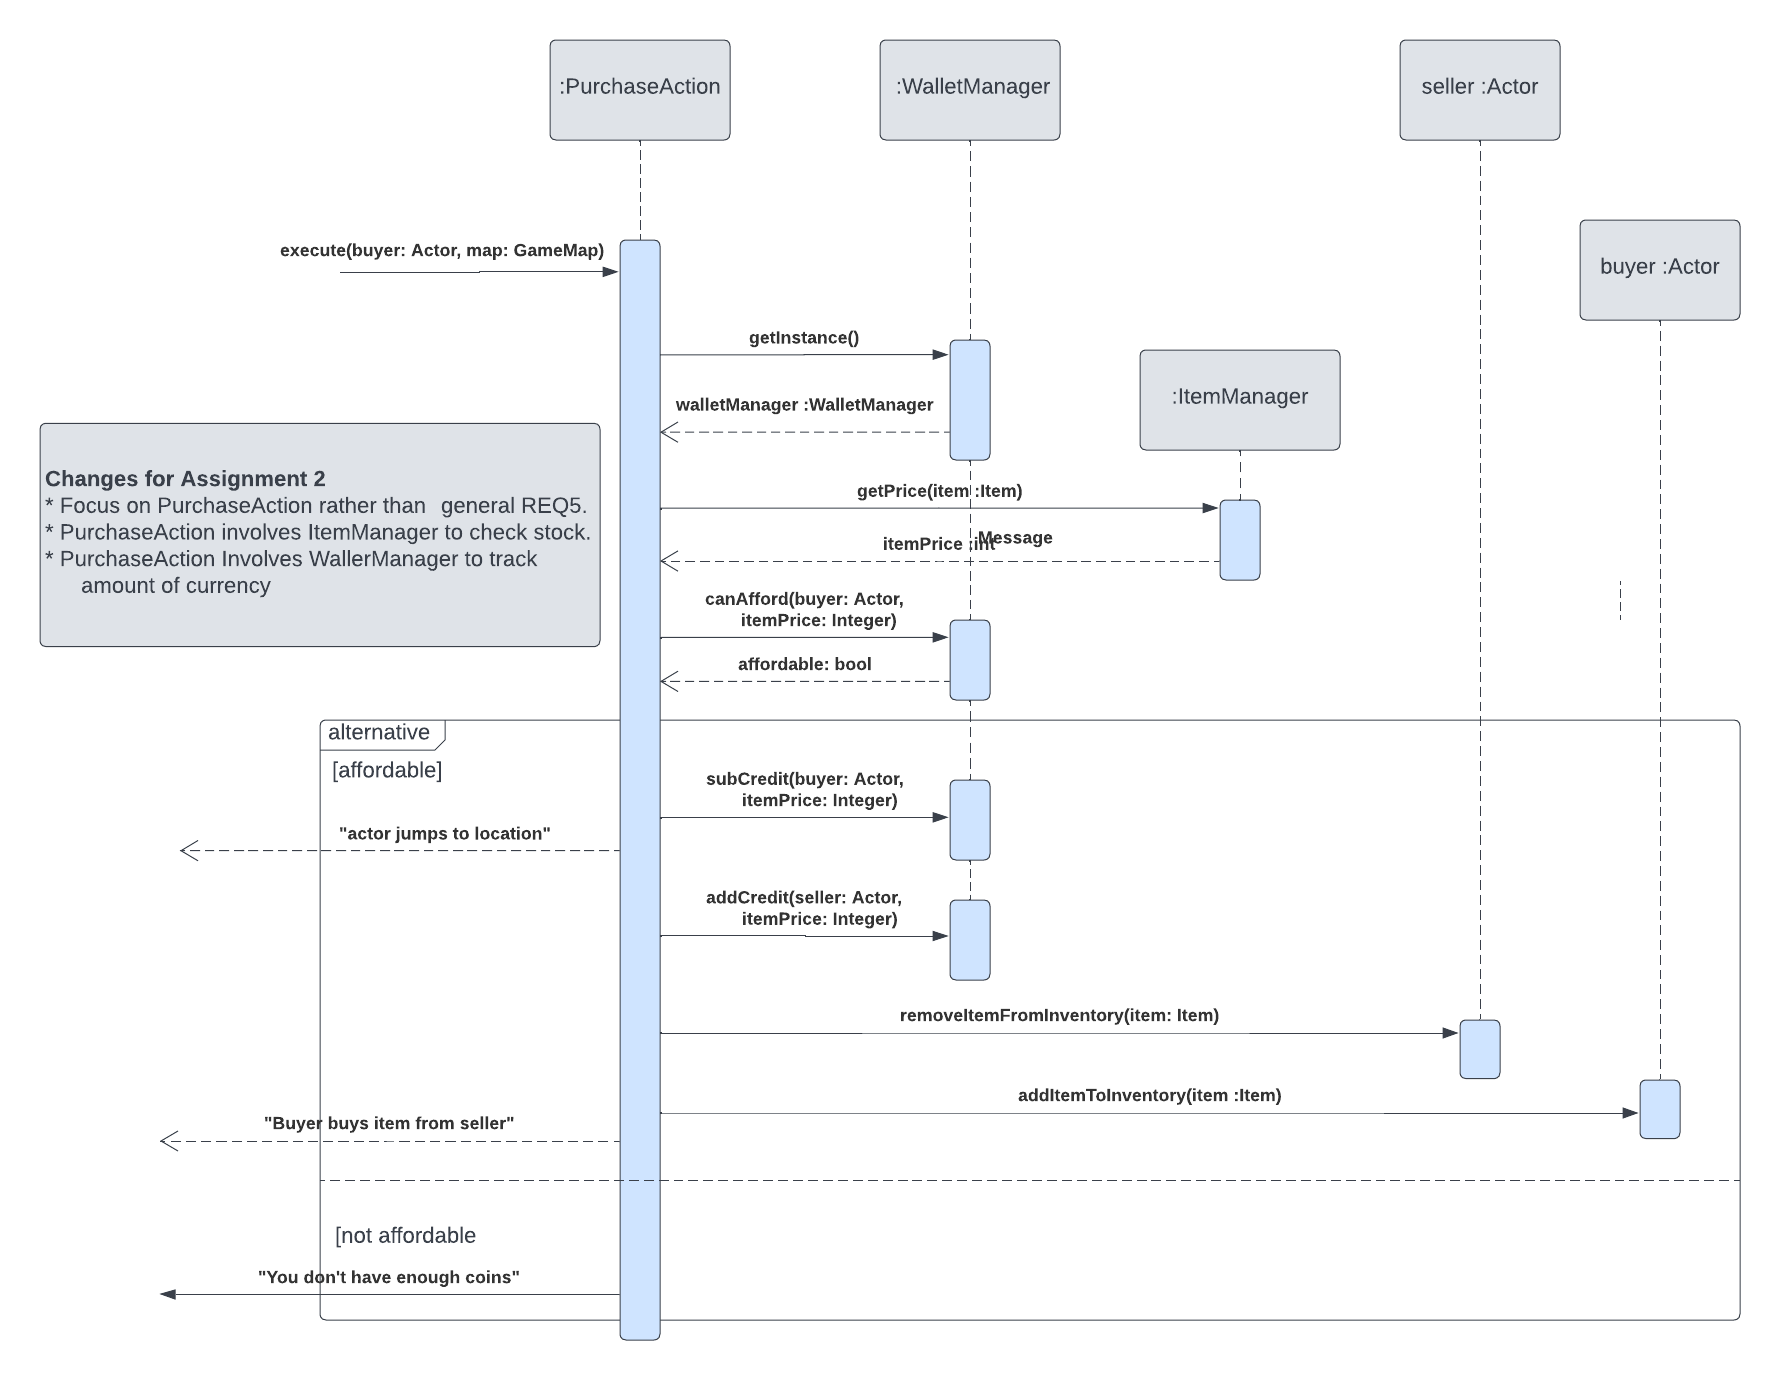 :PurchaseAction
:WalletManager
seller :Actor
buyer :Actor
execute(buyer: Actor, map: GameMap)
getInstance()
walletManager :WalletManager
:ItemManager
Changes for Assignment 2
* Focus on PurchaseAction rather than general REQ5.
* PurchaseAction involves ItemManager to check stock.
* PurchaseAction Involves WallerManager to track
amount of currency
getPrice(item :Item)
itemPrice :int
Message
canAfford(buyer: Actor,
itemPrice: Integer)
affordable: bool
alternative
[affordable]
subCredit(buyer: Actor,
itemPrice: Integer)
"actor jumps to location"
addCredit(seller: Actor,
itemPrice: Integer)
removeItemFromInventory(item: Item)
addItemToInventory(item :Item)
"Buyer buys item from seller"
[not affordable
"You don't have enough coins"